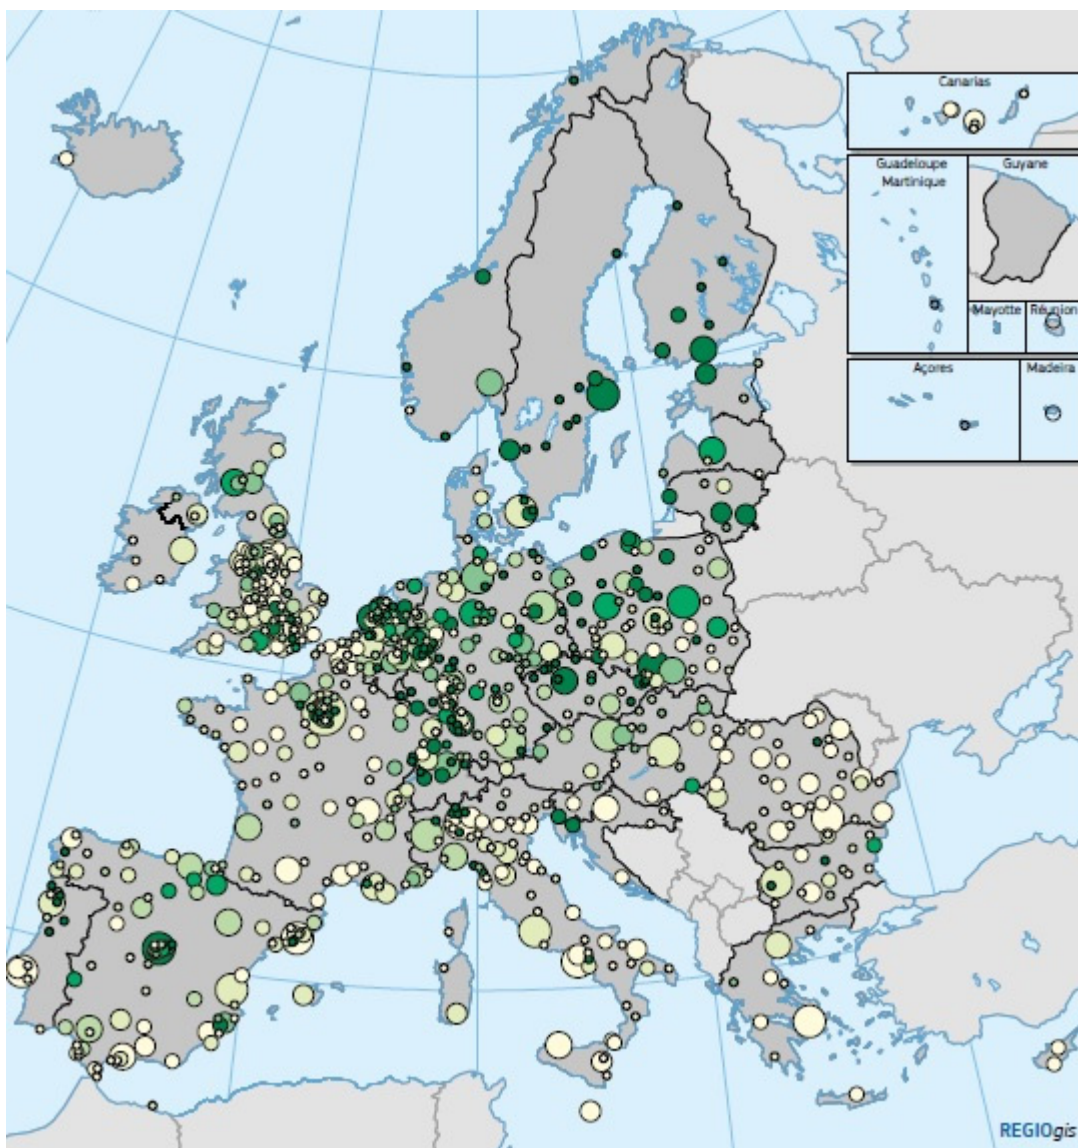 Canarias
Guadeloupe
Martinique
Guyane
Mayotte
Réunion
Açores
Madeira
REGIOgis